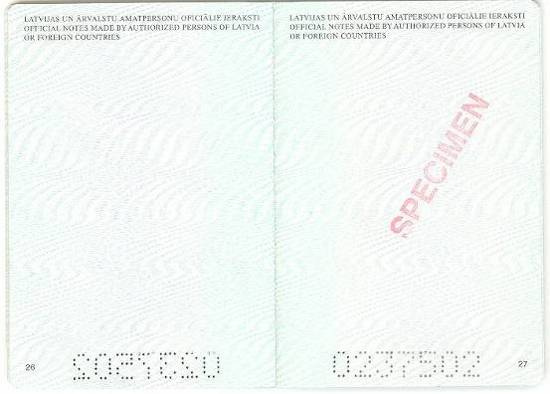 LATVIJAS UN ĀRVALSTU AMATPERSONU OFICIĀLIE IERAKSTI
OFFICIAL NOTES MADE BY AUTHORIZED PERSONS OF LATVIA
OR FOREIGN COUNTRIES
26
LATVIJAS UN ĀRVALSTU AMATPERSONU OFICIĀLIE IERAKSTI
OFFICIAL NOTES MADE BY AUTHORIZED PERSONS OF LATVIA
OR FOREIGN COUNTRIES
SPECIMEN
0237502
27